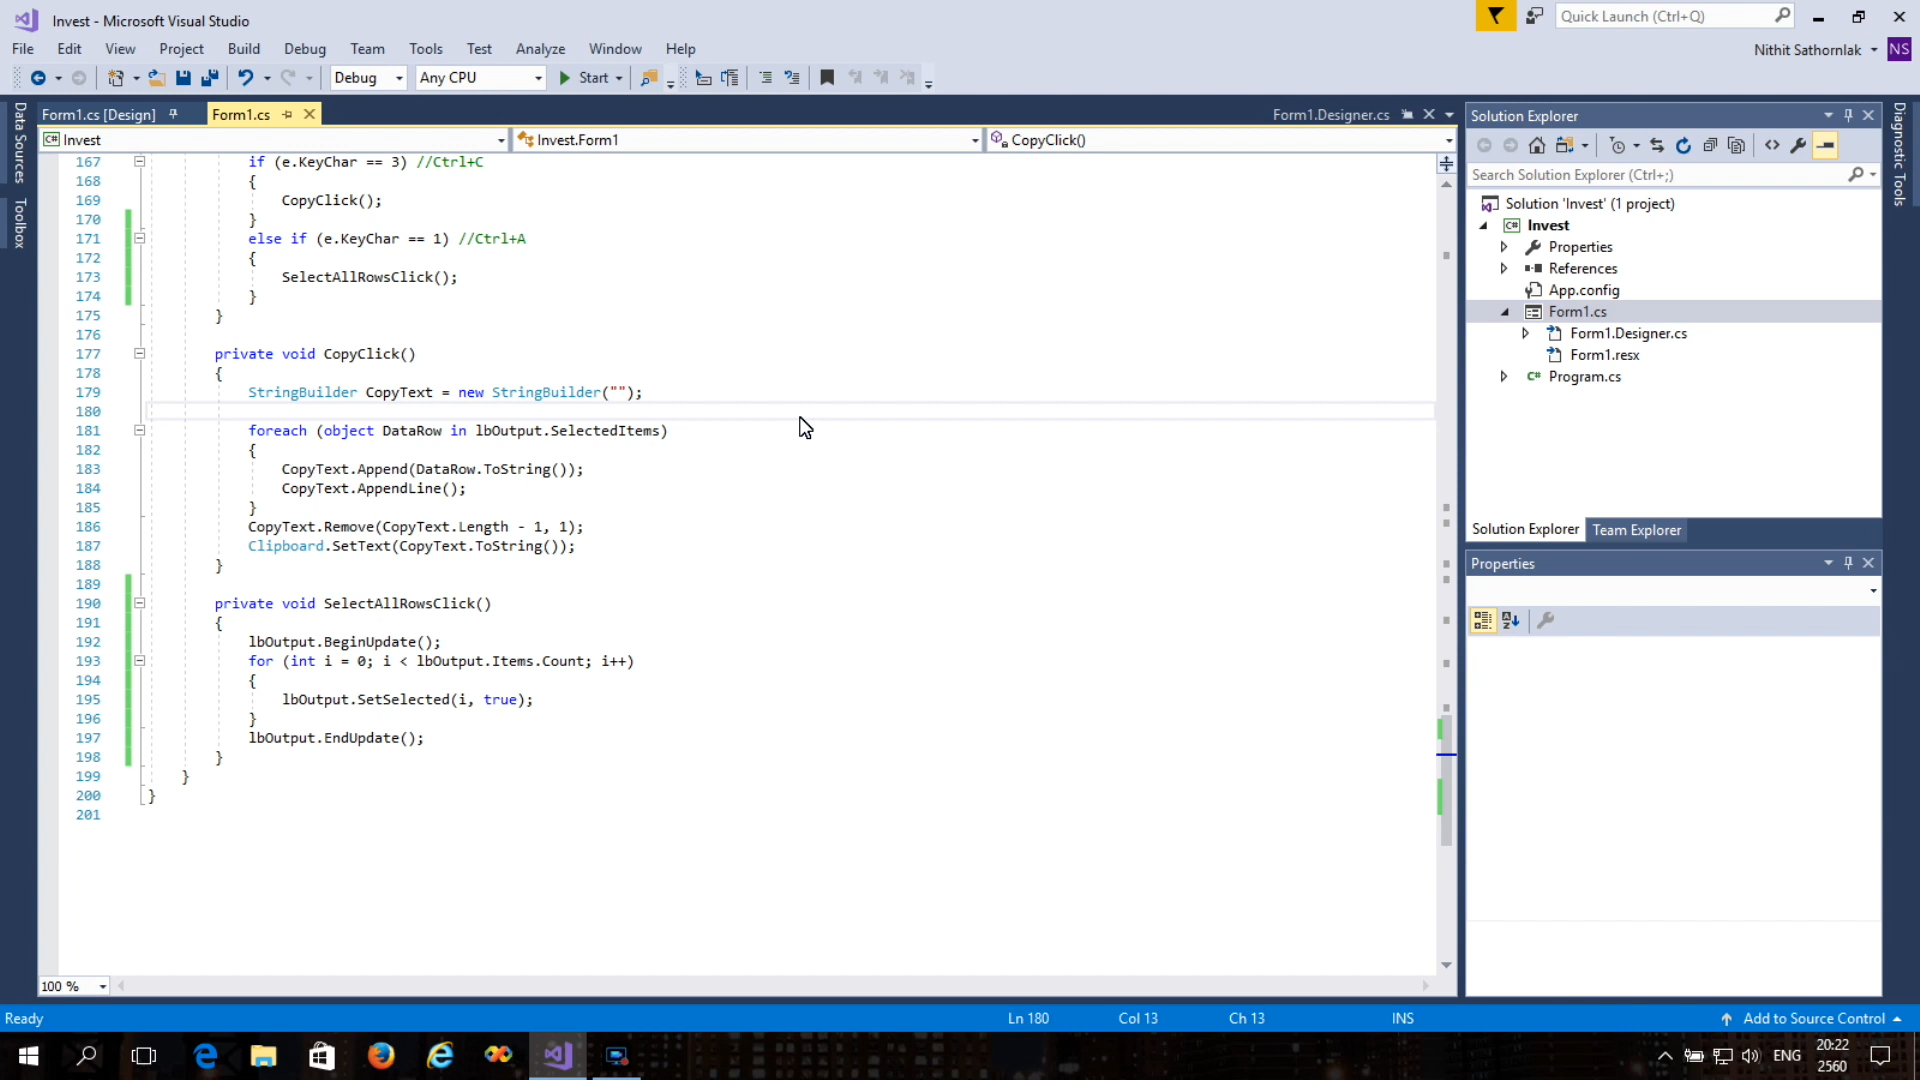 Invest - Microsoft Visual Studio
Quick Launch (Ctrl+Q)
File Edit View Project Build Debug Team Tools Test Analyze Window Help
Nithit Sathornlak NS
Debug Any CPU Start
Form1.cs [Design] Form1.cs Form1.Designer.cs
C# Invest Invest.Form1 CopyClick()
Data Sources
Toolbox
167 if (e.KeyChar == 3) //Ctrl+C
168 {
169 CopyClick();
170 }
171 else if (e.KeyChar == 1) //Ctrl+A
172 {
173 SelectAllRowsClick();
174 }
175 }
176
177 private void CopyClick()
178 {
179 StringBuilder CopyText = new StringBuilder("");
180
181 foreach (object DataRow in lbOutput.SelectedItems)
182 {
183 CopyText.Append(DataRow.ToString());
184 CopyText.AppendLine();
185 }
186 CopyText.Remove(CopyText.Length - 1, 1);
187 Clipboard.SetText(CopyText.ToString());
188 }
189
190 private void SelectAllRowsClick()
191 {
192 lbOutput.BeginUpdate();
193 for (int i = 0; i < lbOutput.Items.Count; i++)
194 {
195 lbOutput.SetSelected(i, true);
196 }
197 lbOutput.EndUpdate();
198 }
199 }
200 }
201
100 %
Solution Explorer
Search Solution Explorer (Ctrl+;)
Solution 'Invest' (1 project)
C# Invest
Properties
References
App.config
Form1.cs
Form1.Designer.cs
Form1.resx
C# Program.cs
Solution Explorer Team Explorer
Properties
Diagnostic Tools
Ready Ln 180 Col 13 Ch 13 INS Add to Source Control
ENG 20:22
2560